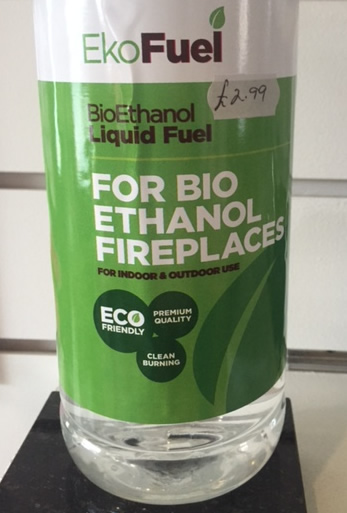 EkoFuel
£2.99
BioEthanol
Liquid Fuel
FOR BIO
ETHANOL
FIREPLACES
FOR INDOOR & OUTDOOR USE
ECO
FRIENDLY
PREMIUM
QUALITY
CLEAN
BURNING